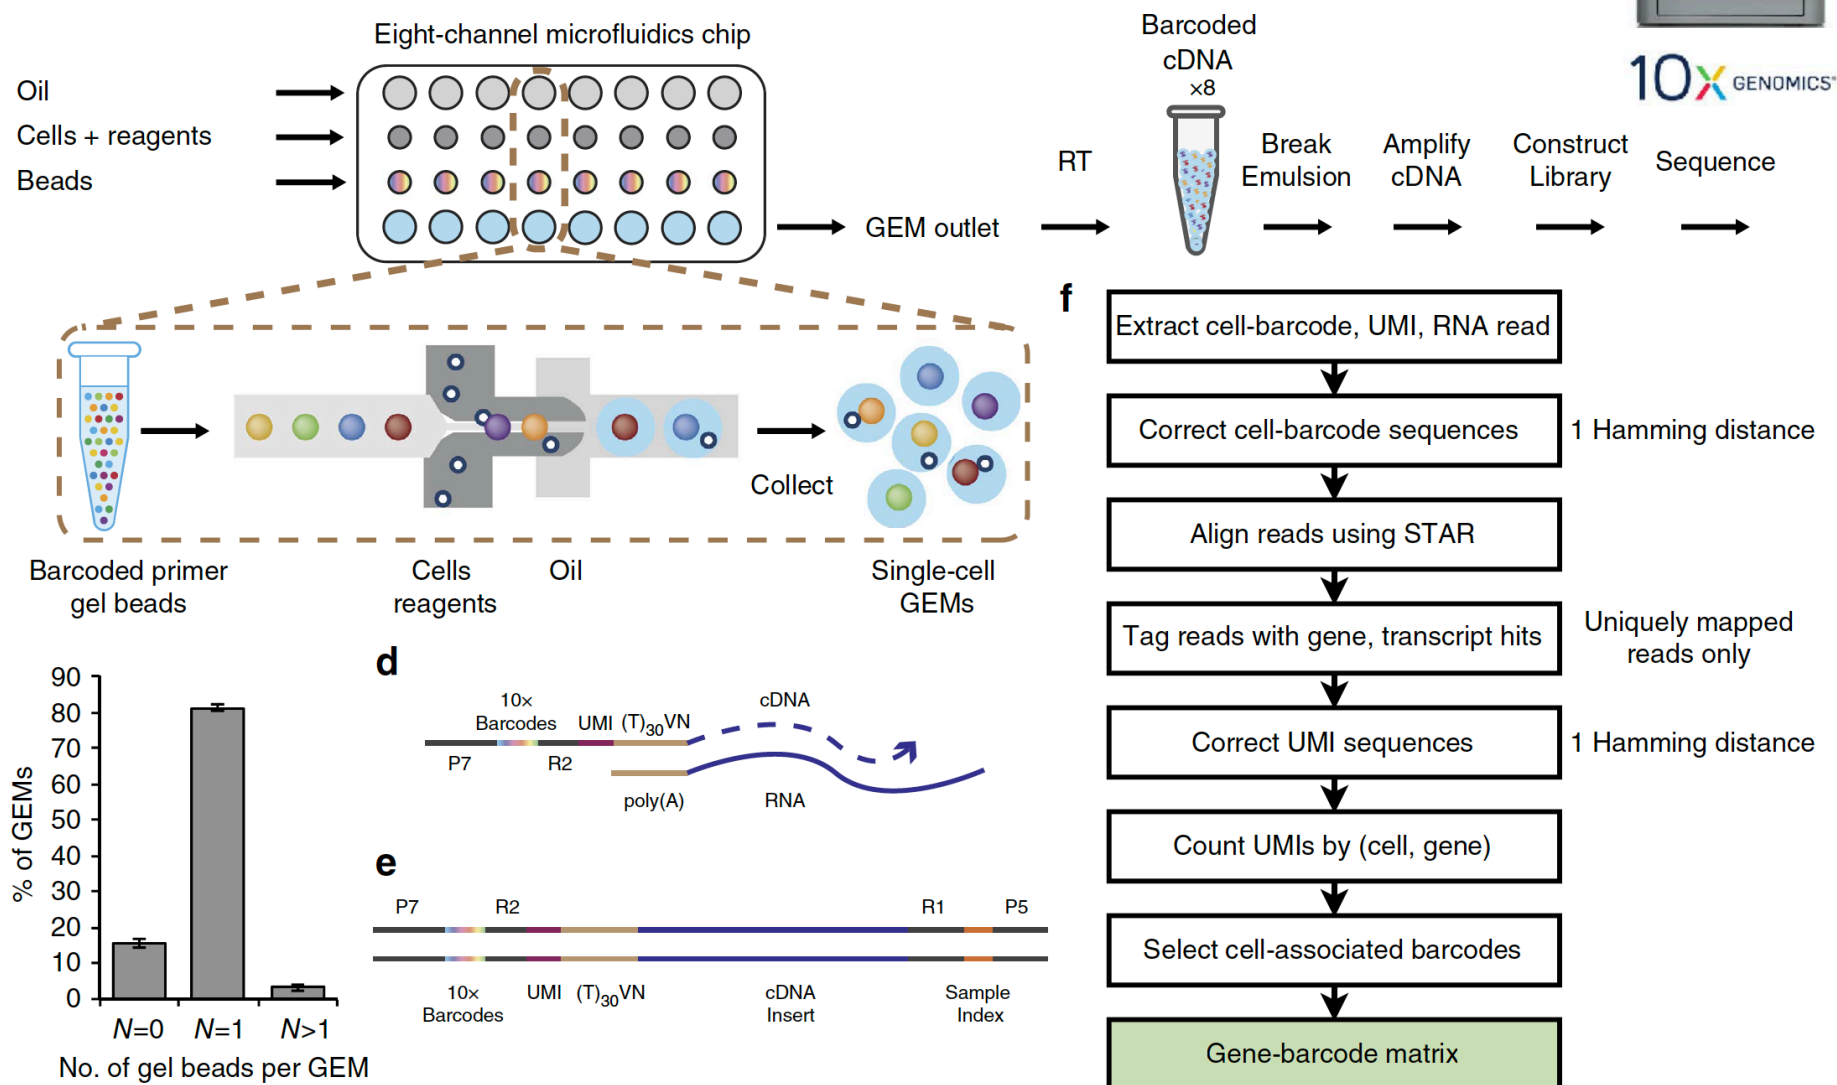 Eight-channel microfluidics chip
Oil
Cells + reagents
Beads
GEM outlet
RT
Barcoded
cDNA
×8
Break
Emulsion
Amplify
cDNA
Construct
Library
Sequence
10X GENOMICS
Collect
Barcoded primer
gel beads
Cells
reagents
Oil
Single-cell
GEMs
% of GEMs
90
80
70
60
50
40
30
20
10
0
N=0
N=1
N>1
No. of gel beads per GEM
d
10×
Barcodes
UMI
(T)30VN
cDNA
P7
R2
poly(A)
RNA
e
P7
R2
R1
P5
10×
Barcodes
UMI
(T)30VN
cDNA
Insert
Sample
Index
f
Extract cell-barcode, UMI, RNA read
Correct cell-barcode sequences
1 Hamming distance
Align reads using STAR
Tag reads with gene, transcript hits
Uniquely mapped
reads only
Correct UMI sequences
1 Hamming distance
Count UMIs by (cell, gene)
Select cell-associated barcodes
Gene-barcode matrix